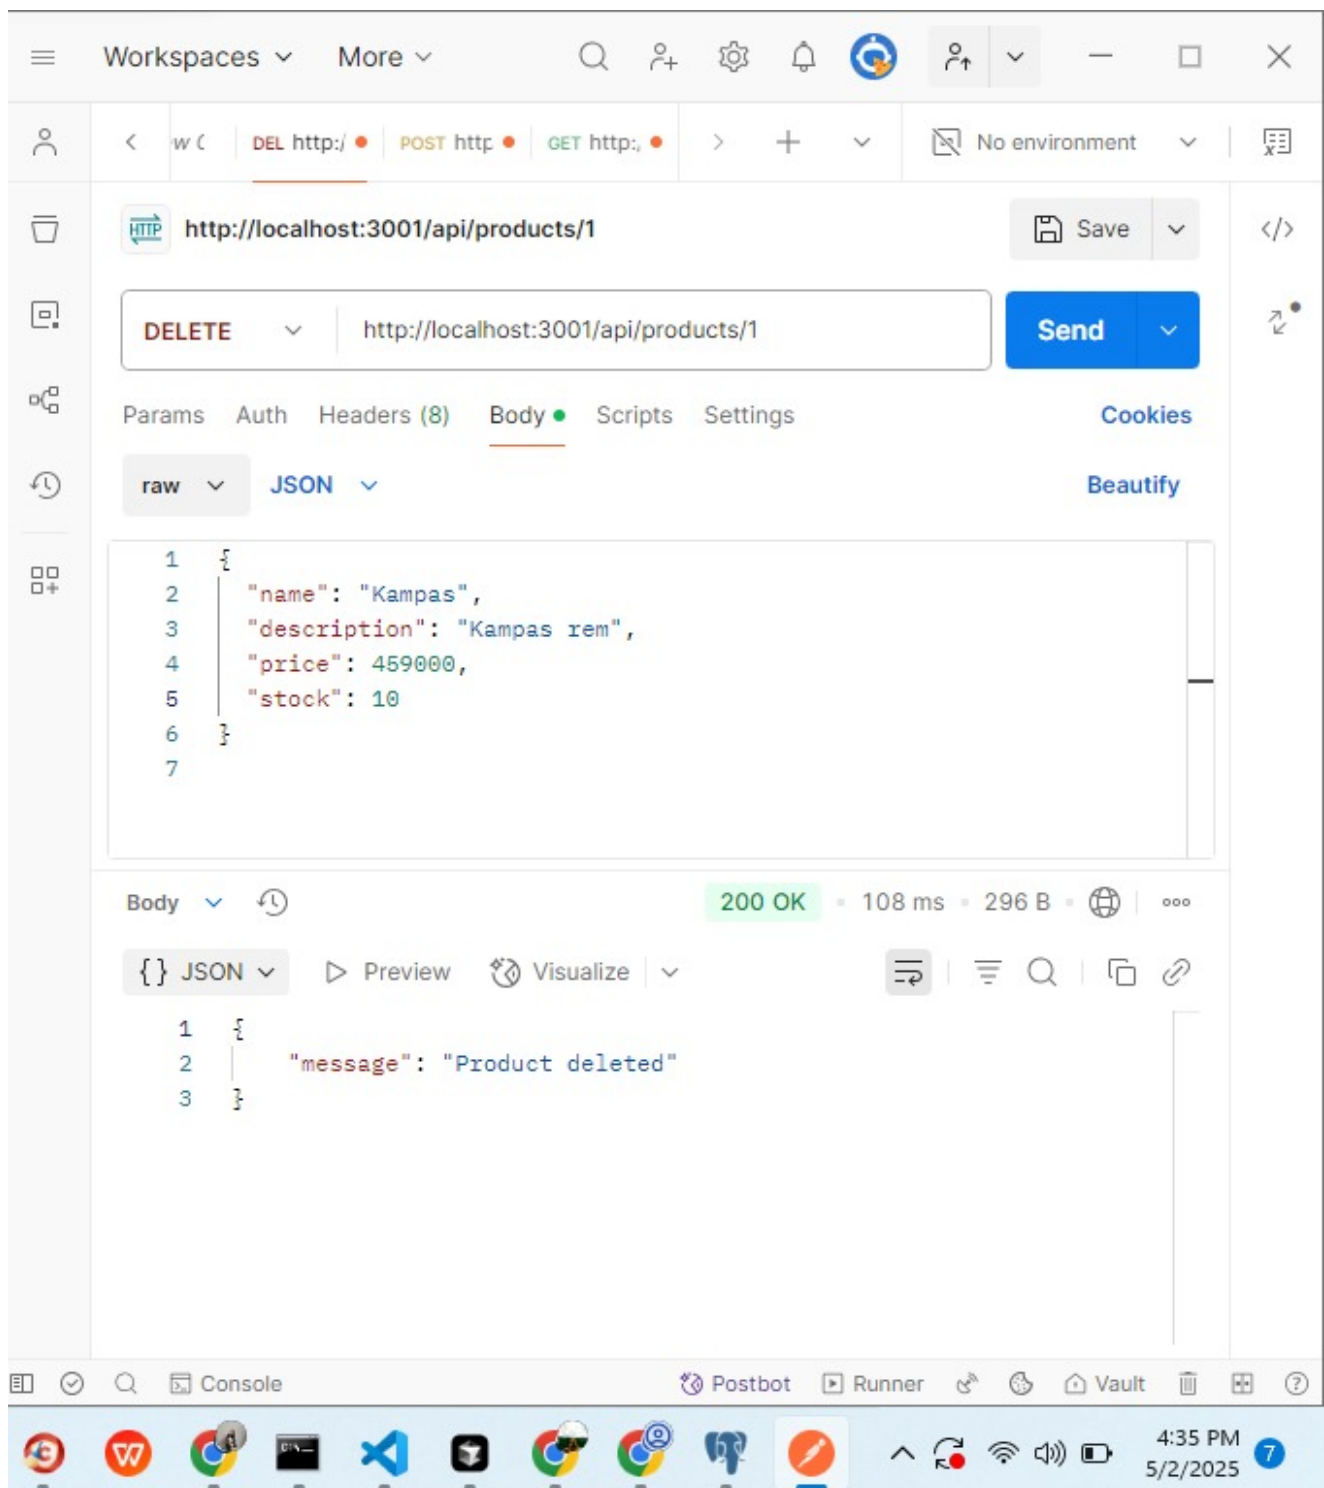 Workspaces More
w C DEL http:/ POST http GET http:, No environment
HTTP http://localhost:3001/api/products/1 Save
DELETE http://localhost:3001/api/products/1 Send
Params Auth Headers (8) Body Scripts Settings Cookies
raw JSON Beautify
1 {
2 "name": "Kampas",
3 "description": "Kampas rem",
4 "price": 459000,
5 "stock": 10
6 }
7
Body 200 OK 108 ms 296 B
{} JSON Preview Visualize
1 {
2 "message": "Product deleted"
3 }
Console Postbot Runner Vault
4:35 PM
5/2/2025 7